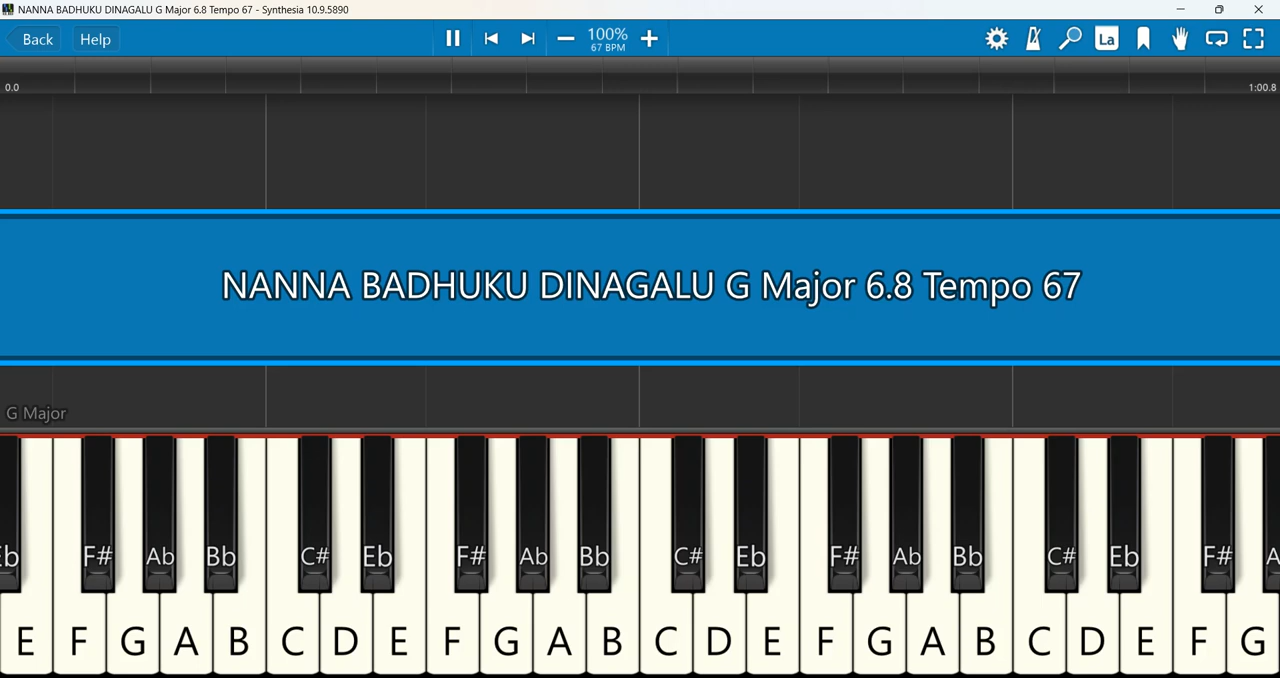 NANNA BADHUKU DINAGALU G Major 6.8 Tempo 67 - Synthesia 10.9.5890
Back Help 100% La
67 BPM
0.0 1:00.8
NANNA BADHUKU DINAGALU G Major 6.8 Tempo 67
G Major
Eb F# Ab Bb C# Eb F# Ab Bb C# Eb F# Ab Bb C# Eb F# A
E F G A B C D E F G A B C D E F G A B C D E F G